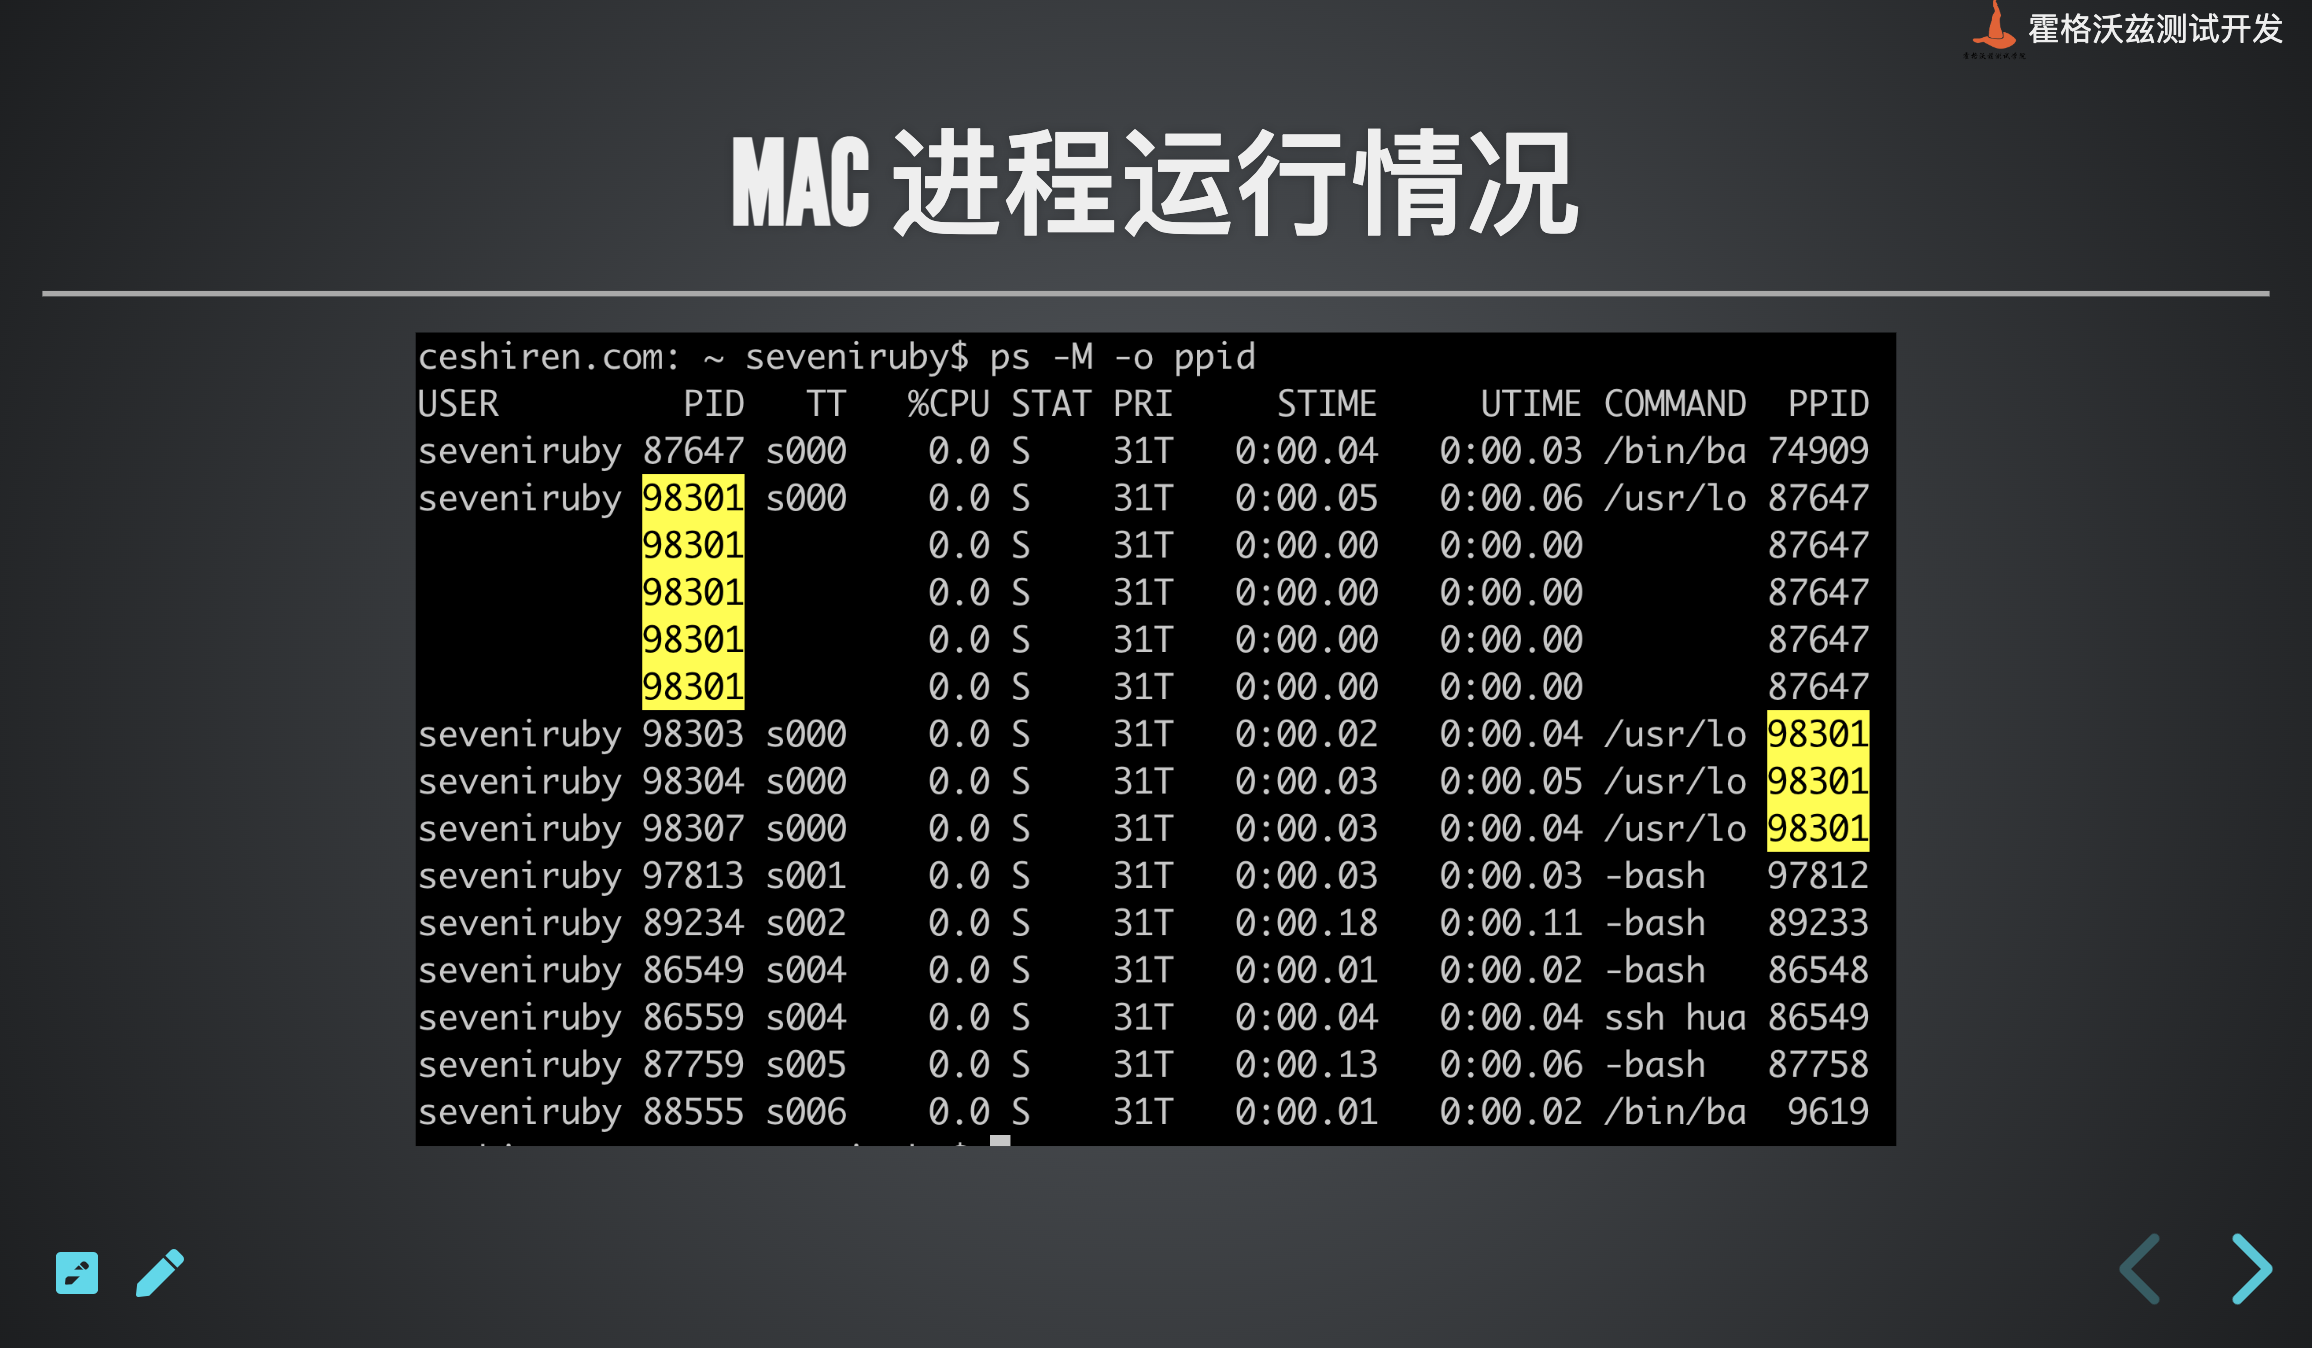 霍格沃兹测试开发
MAC 进程运行情况
ceshiren.com: ~ seveniruby$ ps -M -o ppid
USER         PID   TT   %CPU STAT PRI     STIME     UTIME COMMAND  PPID
seveniruby 87647 s000    0.0 S    31T   0:00.04   0:00.03 /bin/ba 74909
seveniruby 98301 s000    0.0 S    31T   0:00.05   0:00.06 /usr/lo 87647
           98301         0.0 S    31T   0:00.00   0:00.00         87647
           98301         0.0 S    31T   0:00.00   0:00.00         87647
           98301         0.0 S    31T   0:00.00   0:00.00         87647
           98301         0.0 S    31T   0:00.00   0:00.00         87647
seveniruby 98303 s000    0.0 S    31T   0:00.02   0:00.04 /usr/lo 98301
seveniruby 98304 s000    0.0 S    31T   0:00.03   0:00.05 /usr/lo 98301
seveniruby 98307 s000    0.0 S    31T   0:00.03   0:00.04 /usr/lo 98301
seveniruby 97813 s001    0.0 S    31T   0:00.03   0:00.03 -bash   97812
seveniruby 89234 s002    0.0 S    31T   0:00.18   0:00.11 -bash   89233
seveniruby 86549 s004    0.0 S    31T   0:00.01   0:00.02 -bash   86548
seveniruby 86559 s004    0.0 S    31T   0:00.04   0:00.04 ssh hua 86549
seveniruby 87759 s005    0.0 S    31T   0:00.13   0:00.06 -bash   87758
seveniruby 88555 s006    0.0 S    31T   0:00.01   0:00.02 /bin/ba  9619